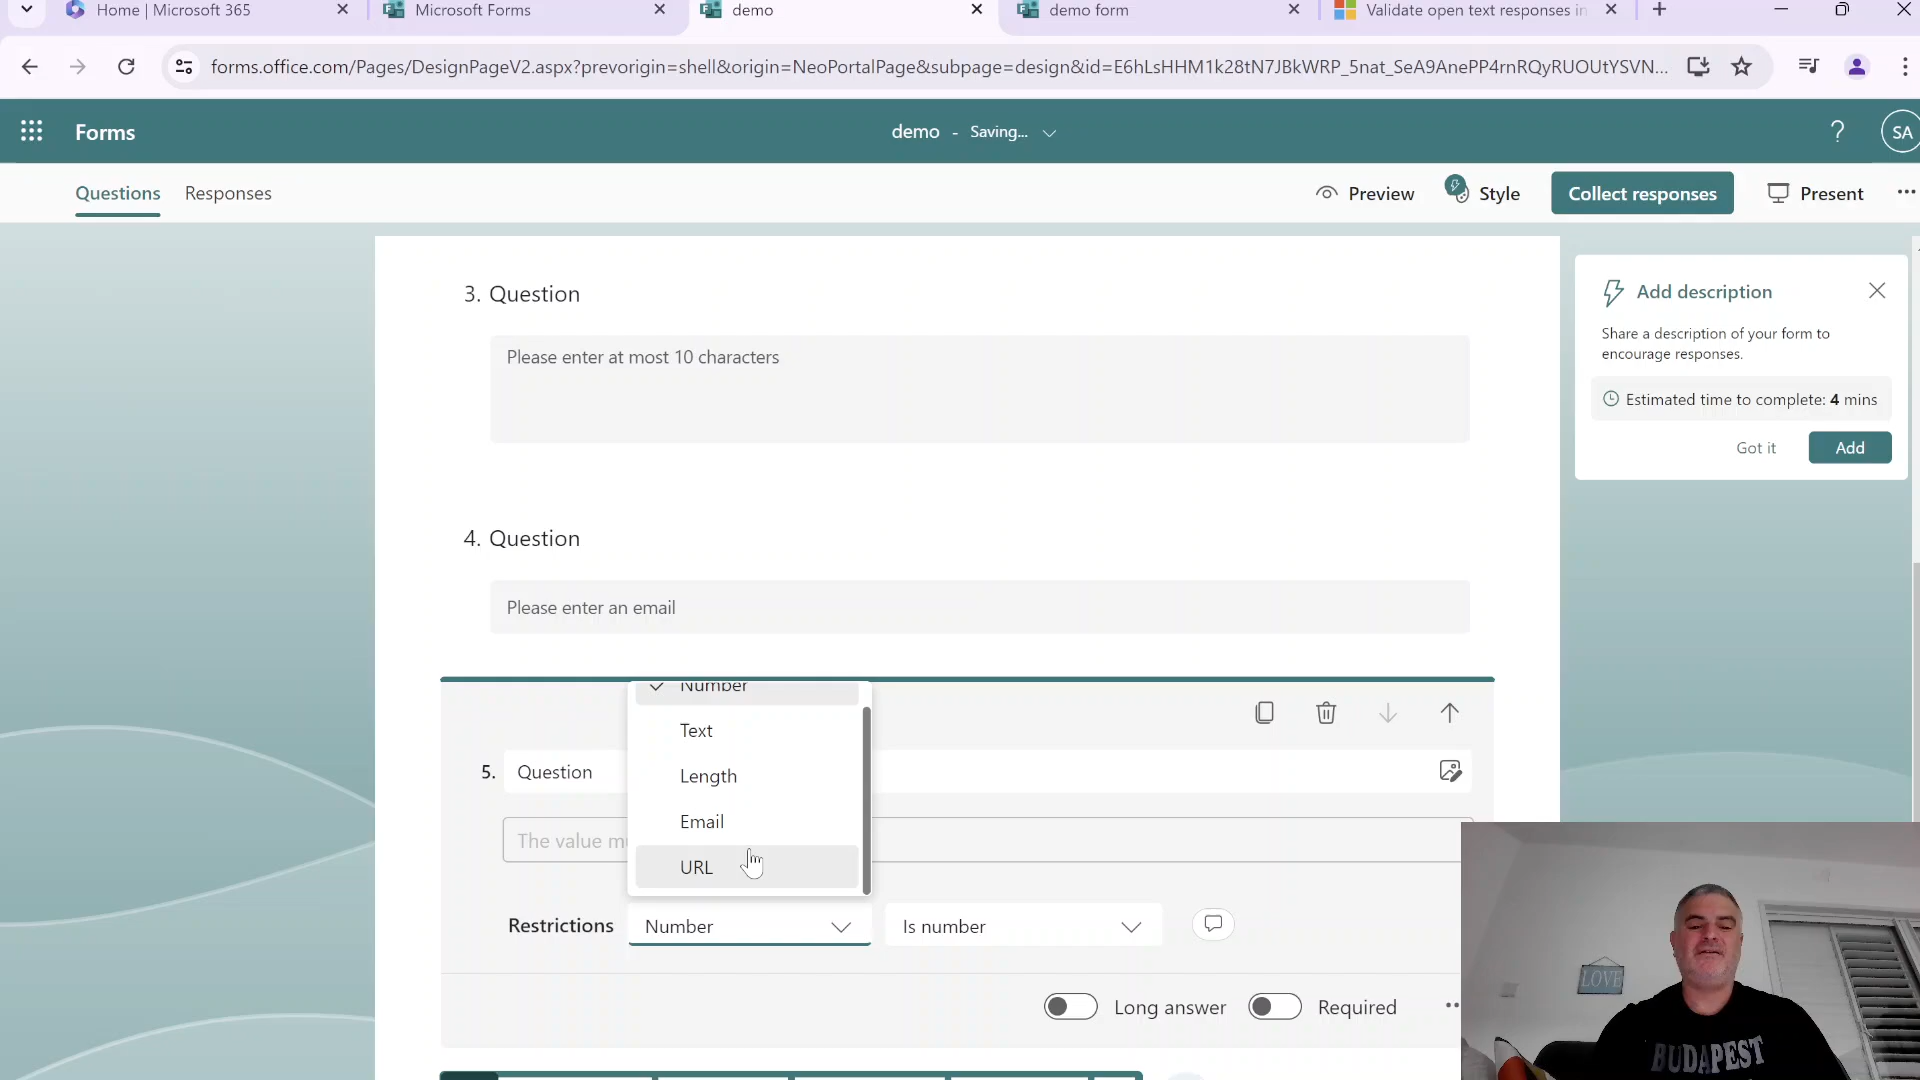 Home | Microsoft 365
Microsoft Forms
demo
demo form
Validate open text responses in
forms.office.com/Pages/DesignPageV2.aspx?prevorigin=shell&origin=NeoPortalPage&subpage=design&id=E6hLsHHM1k28tN7JBkWRP_5nat_SeA9AnePP4rnRQyRUOUtYSVN...
Forms
demo - Saving...
? SA
Questions Responses
Preview Style Collect responses Present
3. Question
Please enter at most 10 characters
Add description
Share a description of your form to
encourage responses.
Estimated time to complete: 4 mins
Got it Add
4. Question
Please enter an email
Number
Text
Length
Email
URL
5. Question
The value mu
Restrictions Number Is number
Long answer Required
LOVE
BUDAPEST